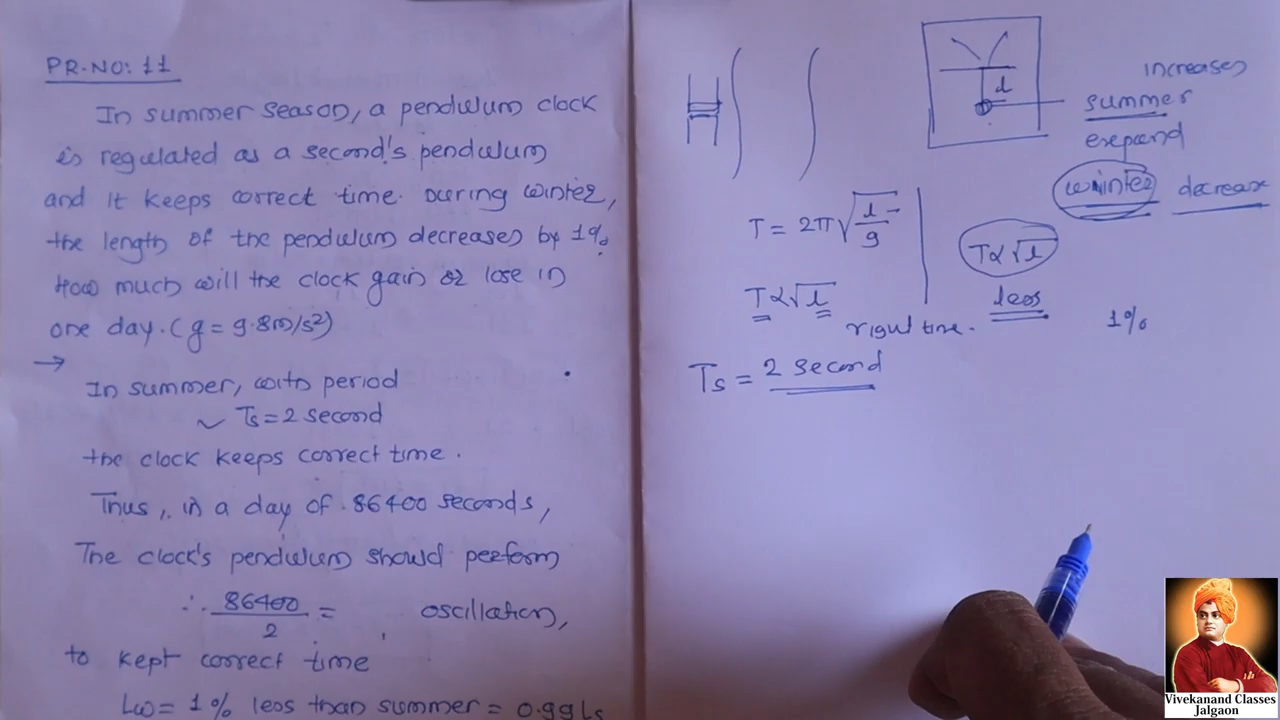 PR.NO: 11
In summer season, a pendulum clock
is regulated as a second's pendulum
and it keeps correct time. During winter,
the length of the pendulum decreases by 1%.
How much will the clock gain or lose in
one day. (g = 9.8m/s²)
→
In summer, with period
~ Ts = 2 second
the clock keeps correct time.
Thus, in a day of 86400 seconds,
The clock's pendulum should perform
∴ 86400/2 = oscillation,
to kept correct time
Lw = 1% less than summer = 0.99Ls
l
increases
summer
expand
winter decrease
T = 2π√(l/g)
T∝√l
T∝√l
less
right time.
1%
Ts = 2 second
Vivekanand Classes
Jalgaon